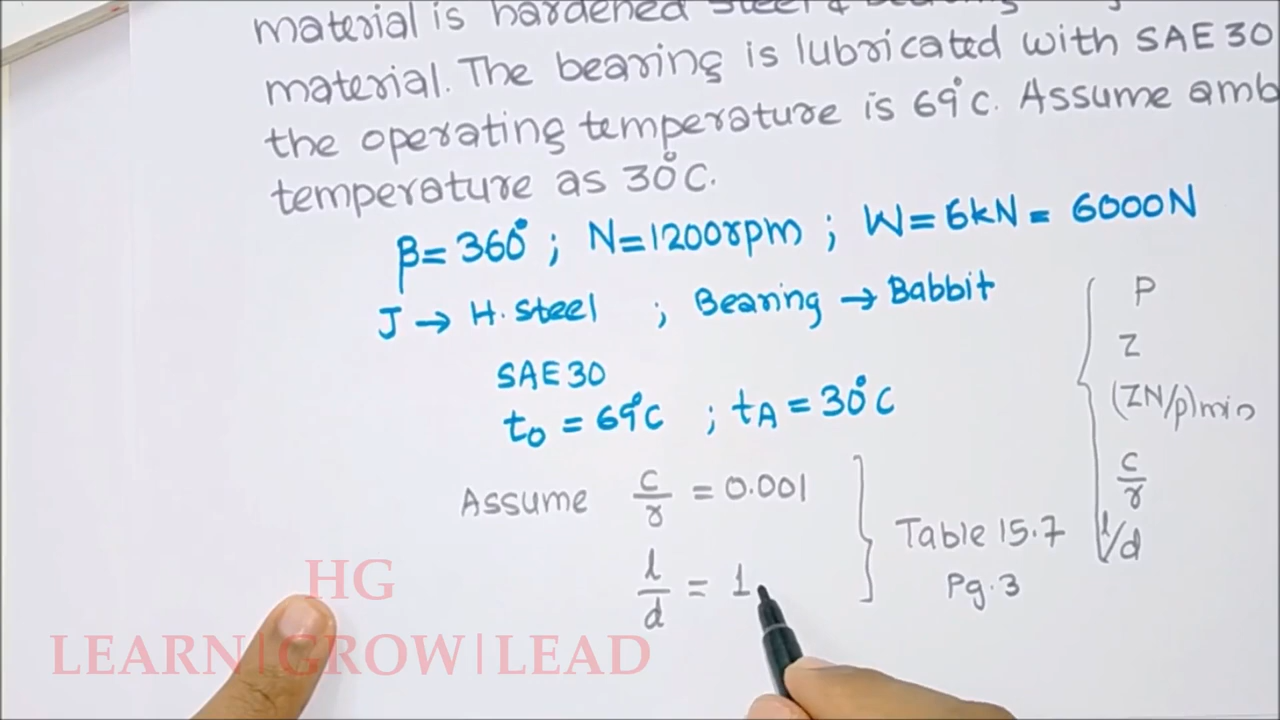 material is hardened steel &
material. The bearing is lubricated with SAE 30
the operating temperature is 69°C. Assume amb
temperature as 30°C.
β = 360° ; N = 1200rpm ; W = 6kN = 6000N
J → H. Steel ; Bearing → Babbit
SAE 30
to = 69°C ; tA = 30°C
P
Z
(ZN/p)min
c/r
l/d
Assume c/r = 0.001
l/d = 1
Table 15.7
Pg. 3
HG
LEARN|GROW|LEAD